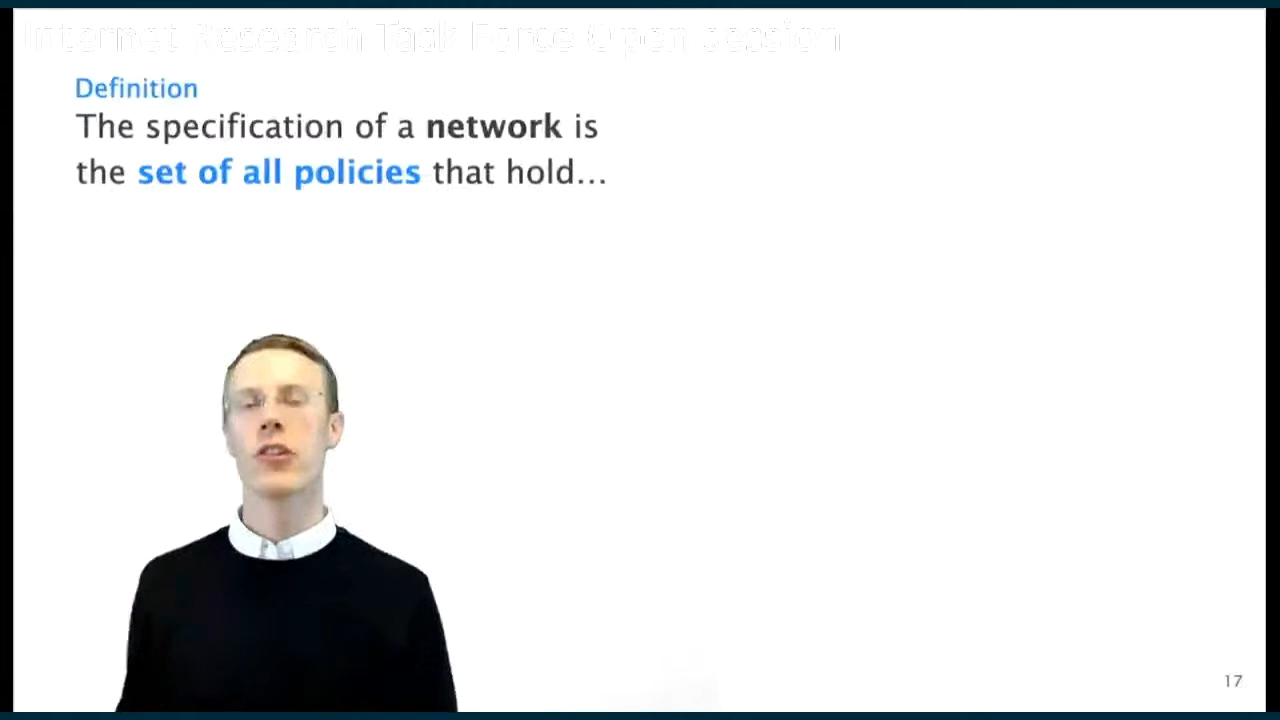 Internet Research Task Force Open Session
Definition
The specification of a network is
the set of all policies that hold...
17